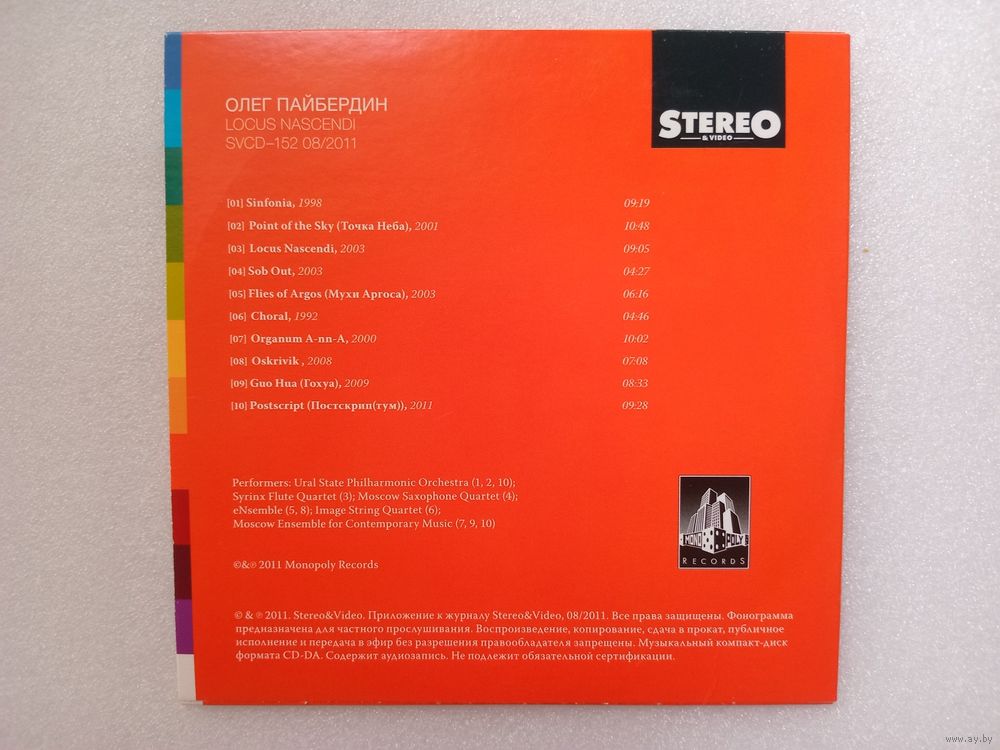 ОЛЕГ ПАЙБЕРДИН
LOCUS NASCENDI
SVCD–152 08/2011
STEREO
& VIDEO
[01] Sinfonia, 1998 09:19
[02] Point of the Sky (Точка Неба), 2001 10:48
[03] Locus Nascendi, 2003 09:05
[04] Sob Out, 2003 04:27
[05] Flies of Argos (Мухи Аргоса), 2003 06:16
[06] Choral, 1992 04:46
[07] Organum A-nn-A, 2000 10:02
[08] Oskrivik , 2008 07:08
[09] Guo Hua (Гохуа), 2009 08:33
[10] Postscript (Постскрип(тум)), 2011 09:28
Performers: Ural State Philharmonic Orchestra (1, 2, 10);
Syrinx Flute Quartet (3); Moscow Saxophone Quartet (4);
eNsemble (5, 8); Image String Quartet (6);
Moscow Ensemble for Contemporary Music (7, 9, 10)
MONOPOLY
RECORDS
©&℗ 2011 Monopoly Records
© & ℗ 2011. Stereo&Video. Приложение к журналу Stereo&Video, 08/2011. Все права защищены. Фонограмма
предназначена для частного прослушивания. Воспроизведение, копирование, сдача в прокат, публичное
исполнение и передача в эфир без разрешения правообладателя запрещены. Музыкальный компакт-диск
формата CD-DA. Содержит аудиозапись. Не подлежит обязательной сертификации.
www.ay.by